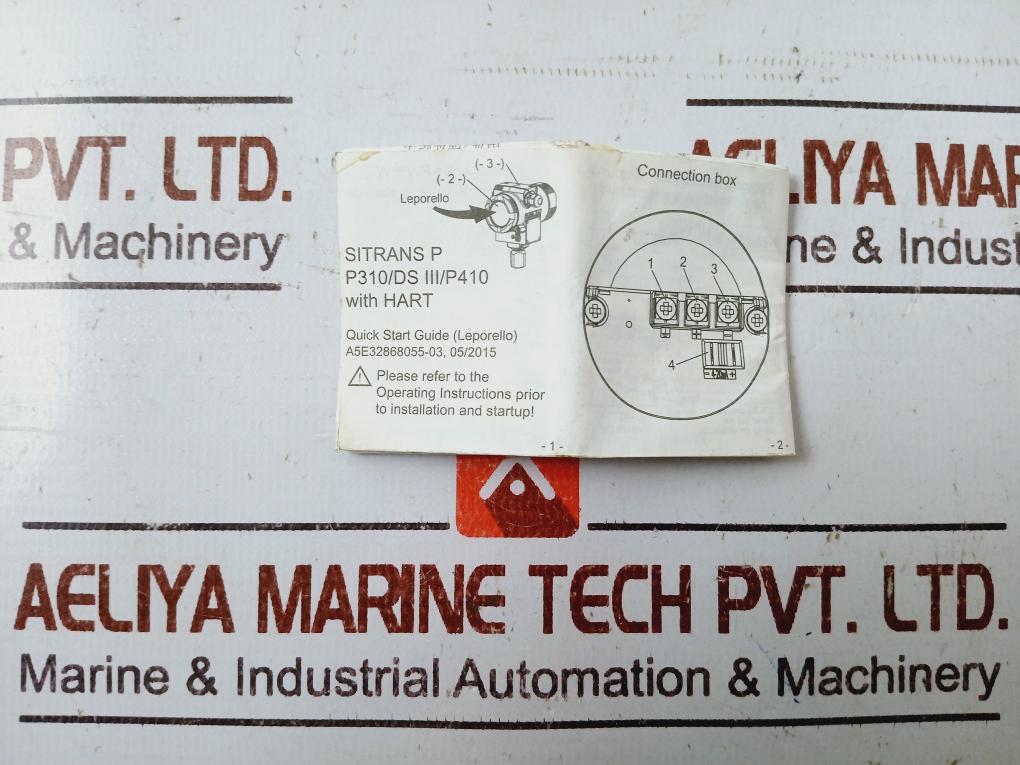 PVT. LTD.
& Machinery
AELIYA MAR
ne & Indust
(- 3 -)
(- 2 -)
Leporello
SITRANS P
P310/DS III/P410
with HART
Quick Start Guide (Leporello)
A5E32868055-03, 05/2015
Please refer to the
Operating Instructions prior
to installation and startup!
- 1 -
Connection box
1 2 3
4
− 4-20mA +
- 2 -
AELIYA MARINE TECH PVT. LTD.
Marine & Industrial Automation & Machinery